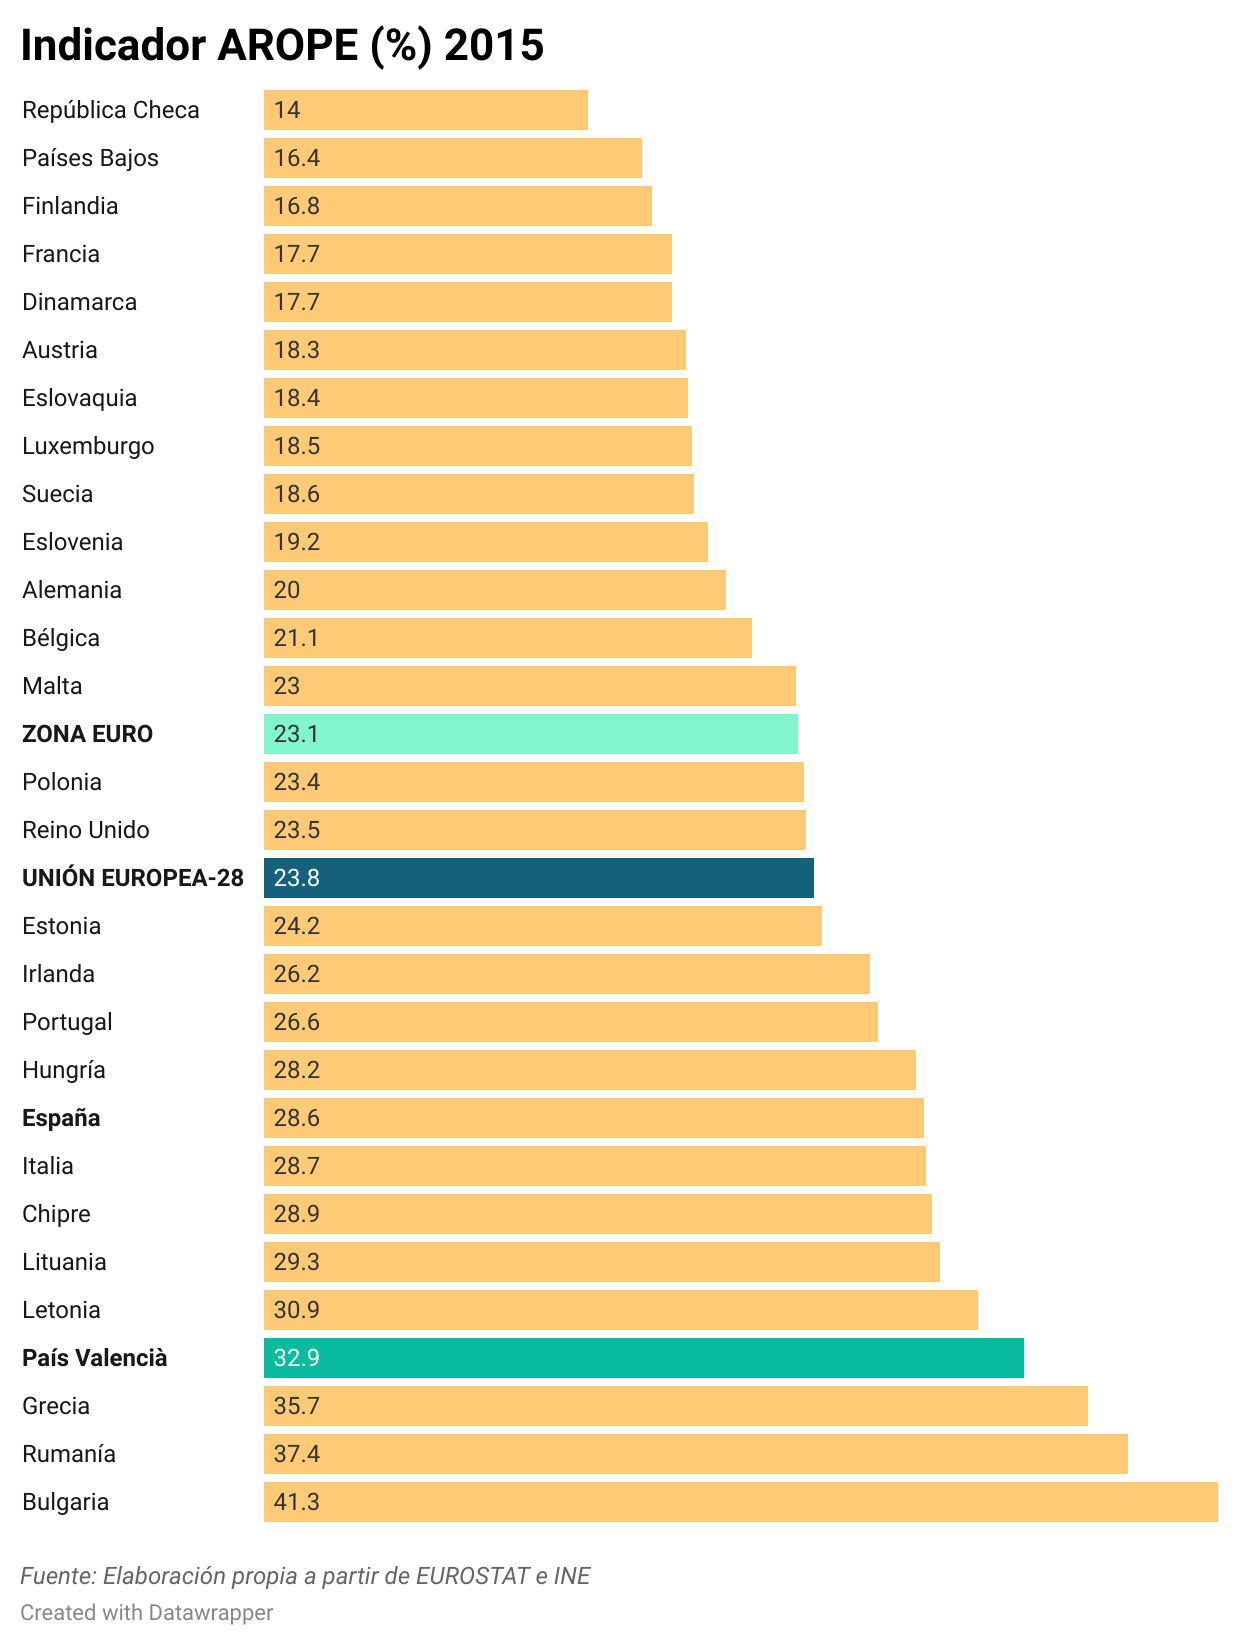 Indicador AROPE (%) 2015
República Checa 14
Países Bajos 16.4
Finlandia 16.8
Francia 17.7
Dinamarca 17.7
Austria 18.3
Eslovaquia 18.4
Luxemburgo 18.5
Suecia 18.6
Eslovenia 19.2
Alemania 20
Bélgica 21.1
Malta 23
ZONA EURO 23.1
Polonia 23.4
Reino Unido 23.5
UNIÓN EUROPEA-28 23.8
Estonia 24.2
Irlanda 26.2
Portugal 26.6
Hungría 28.2
España 28.6
Italia 28.7
Chipre 28.9
Lituania 29.3
Letonia 30.9
País Valencià 32.9
Grecia 35.7
Rumanía 37.4
Bulgaria 41.3
Fuente: Elaboración propia a partir de EUROSTAT e INE
Created with Datawrapper